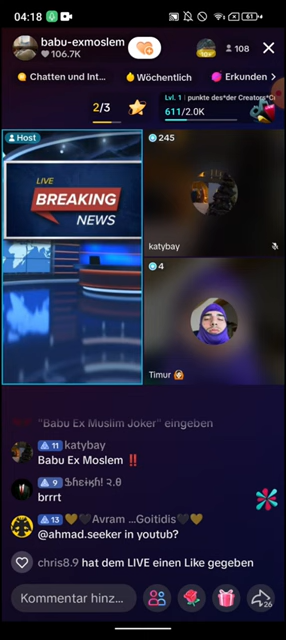 04:18
61
babu-exmoslem
106.7K
108
Chatten und Int...
Wöchentlich
Erkunden
2/3
Lvl. 1 | punkte des*der Creators*
611/2.0K
Host
LIVE
BREAKING
NEWS
245
katybay
4
Timur
"Babu Ex Muslim Joker" eingeben
11 katybay
Babu Ex Moslem ‼️
9
brrrt
13 Avram ...Goitidis
@ahmad.seeker in youtub?
chris8.9 hat dem LIVE einen Like gegeben
Kommentar hinz...
26